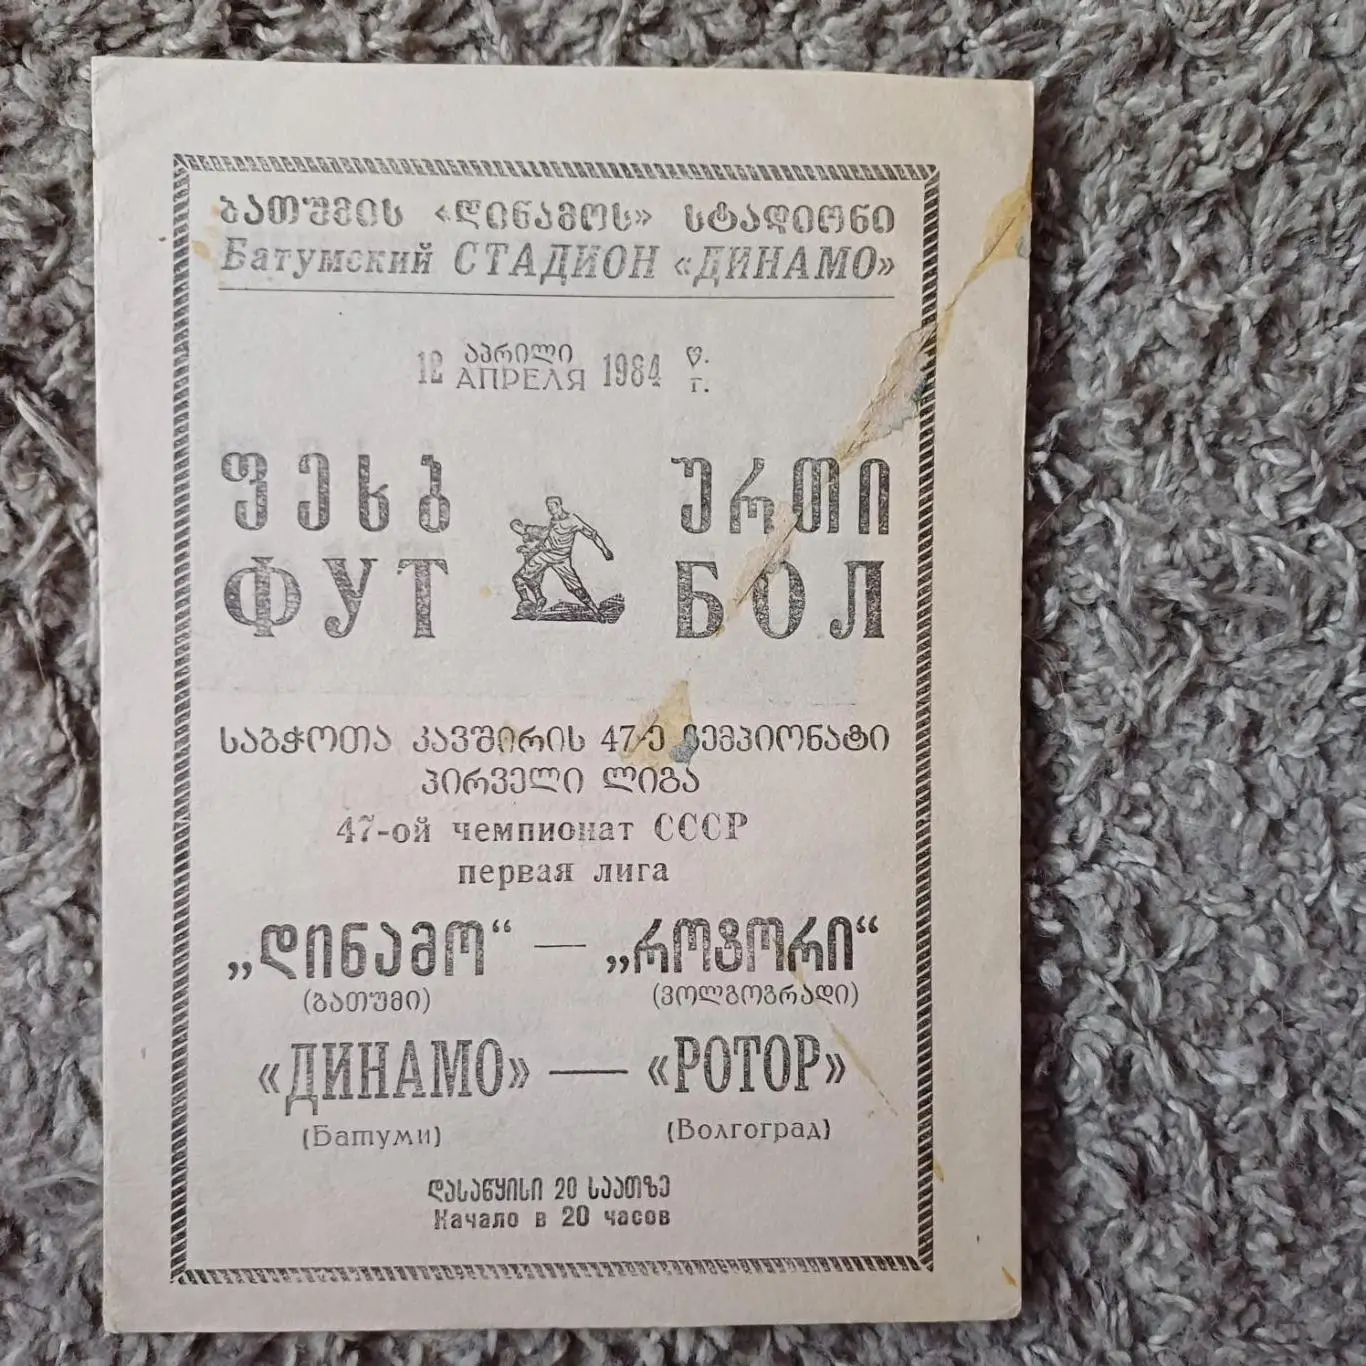 ბათუმის «დინამოს» სტადიონი
Батумский СТАДИОН «ДИНАМО»
12 აპრილი 1984 წ.
АПРЕЛЯ г.
ფეხბ ურთი
ФУТ БОЛ
საბჭოთა კავშირის 47-ე ჩემპიონატი
პირველი ლიგა
47-ой чемпионат СССР
первая лига
„დინამო“ — „როტორი“
(ბათუმი) (ვოლგოგრადი)
«ДИНАМО» — «РОТОР»
(Батуми) (Волгоград)
დასაწყისი 20 საათზე
Начало в 20 часов